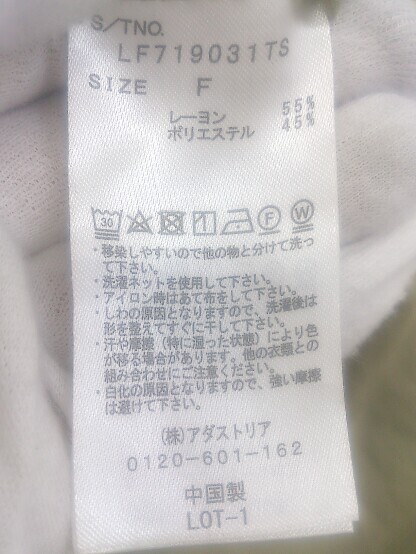 S/TNO.
LF719031TS
SIZE F
レーヨン 55%
ポリエステル 45%
30 F W
・移染しやすいので他の物と分けて洗っ
て下さい。
・洗濯ネットを使用して下さい。
・アイロン時はあて布をして下さい。
・しわの原因となりますので、洗濯後は
形を整えてすぐに干して下さい。
・汗や摩擦（特に湿った状態）により色
が移る場合があります。他の衣類との
組み合わせにご注意ください。
・白化の原因となりますので、強い摩擦
は避けて下さい。
(株)アダストリア
0120-601-162
中国製
LOT-1